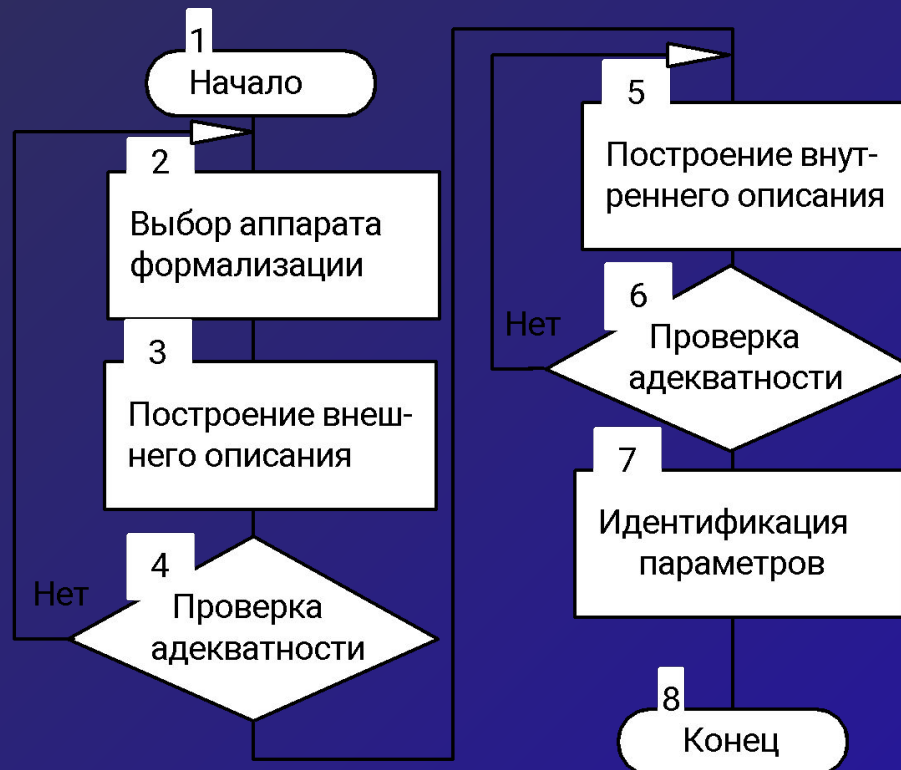 1
Начало
2
Выбор аппарата
формализации
3
Построение внеш-
него описания
4
Нет
Проверка
адекватности
5
Построение внут-
реннего описания
6
Нет
Проверка
адекватности
7
Идентификация
параметров
8
Конец